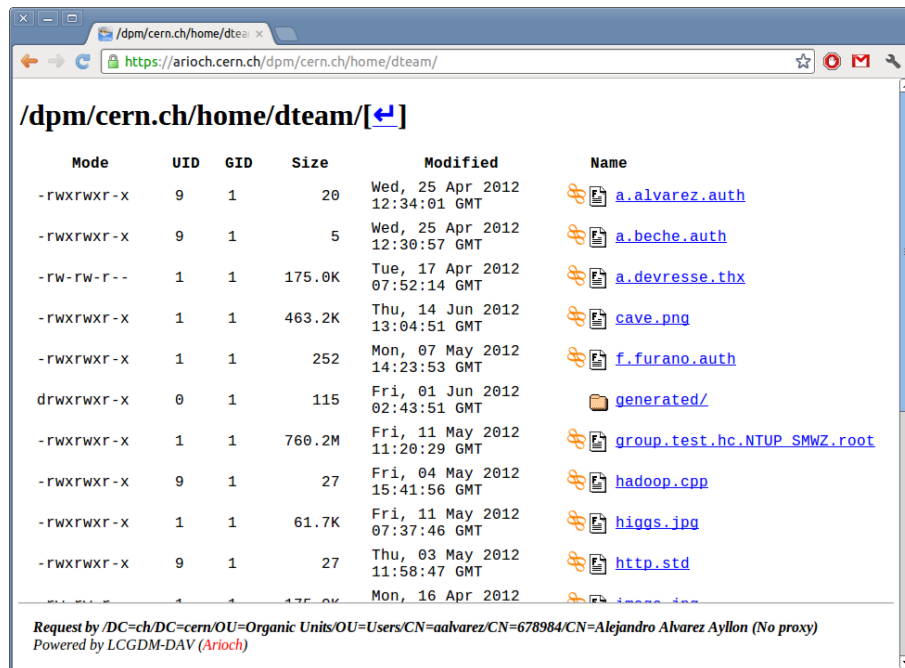 /dpm/cern.ch/home/dtea
https://arioch.cern.ch/dpm/cern.ch/home/dteam/
/dpm/cern.ch/home/dteam/[↵]
Mode UID GID Size Modified Name
-rwxrwxr-x 9 1 20 Wed, 25 Apr 2012 12:34:01 GMT a.alvarez.auth
-rwxrwxr-x 9 1 5 Wed, 25 Apr 2012 12:30:57 GMT a.beche.auth
-rw-rw-r-- 1 1 175.0K Tue, 17 Apr 2012 07:52:14 GMT a.devresse.thx
-rwxrwxr-x 1 1 463.2K Thu, 14 Jun 2012 13:04:51 GMT cave.png
-rwxrwxr-x 1 1 252 Mon, 07 May 2012 14:23:53 GMT f.furano.auth
drwxrwxr-x 0 1 115 Fri, 01 Jun 2012 02:43:51 GMT generated/
-rwxrwxr-x 1 1 760.2M Fri, 11 May 2012 11:20:29 GMT group.test.hc.NTUP_SMWZ.root
-rwxrwxr-x 9 1 27 Fri, 04 May 2012 15:41:56 GMT hadoop.cpp
-rwxrwxr-x 1 1 61.7K Fri, 11 May 2012 07:37:46 GMT higgs.jpg
-rwxrwxr-x 9 1 27 Thu, 03 May 2012 11:58:47 GMT http.std
Mon, 16 Apr 2012
Request by /DC=ch/DC=cern/OU=Organic Units/OU=Users/CN=aalvarez/CN=678984/CN=Alejandro Alvarez Ayllon (No proxy)
Powered by LCGDM-DAV (Arioch)